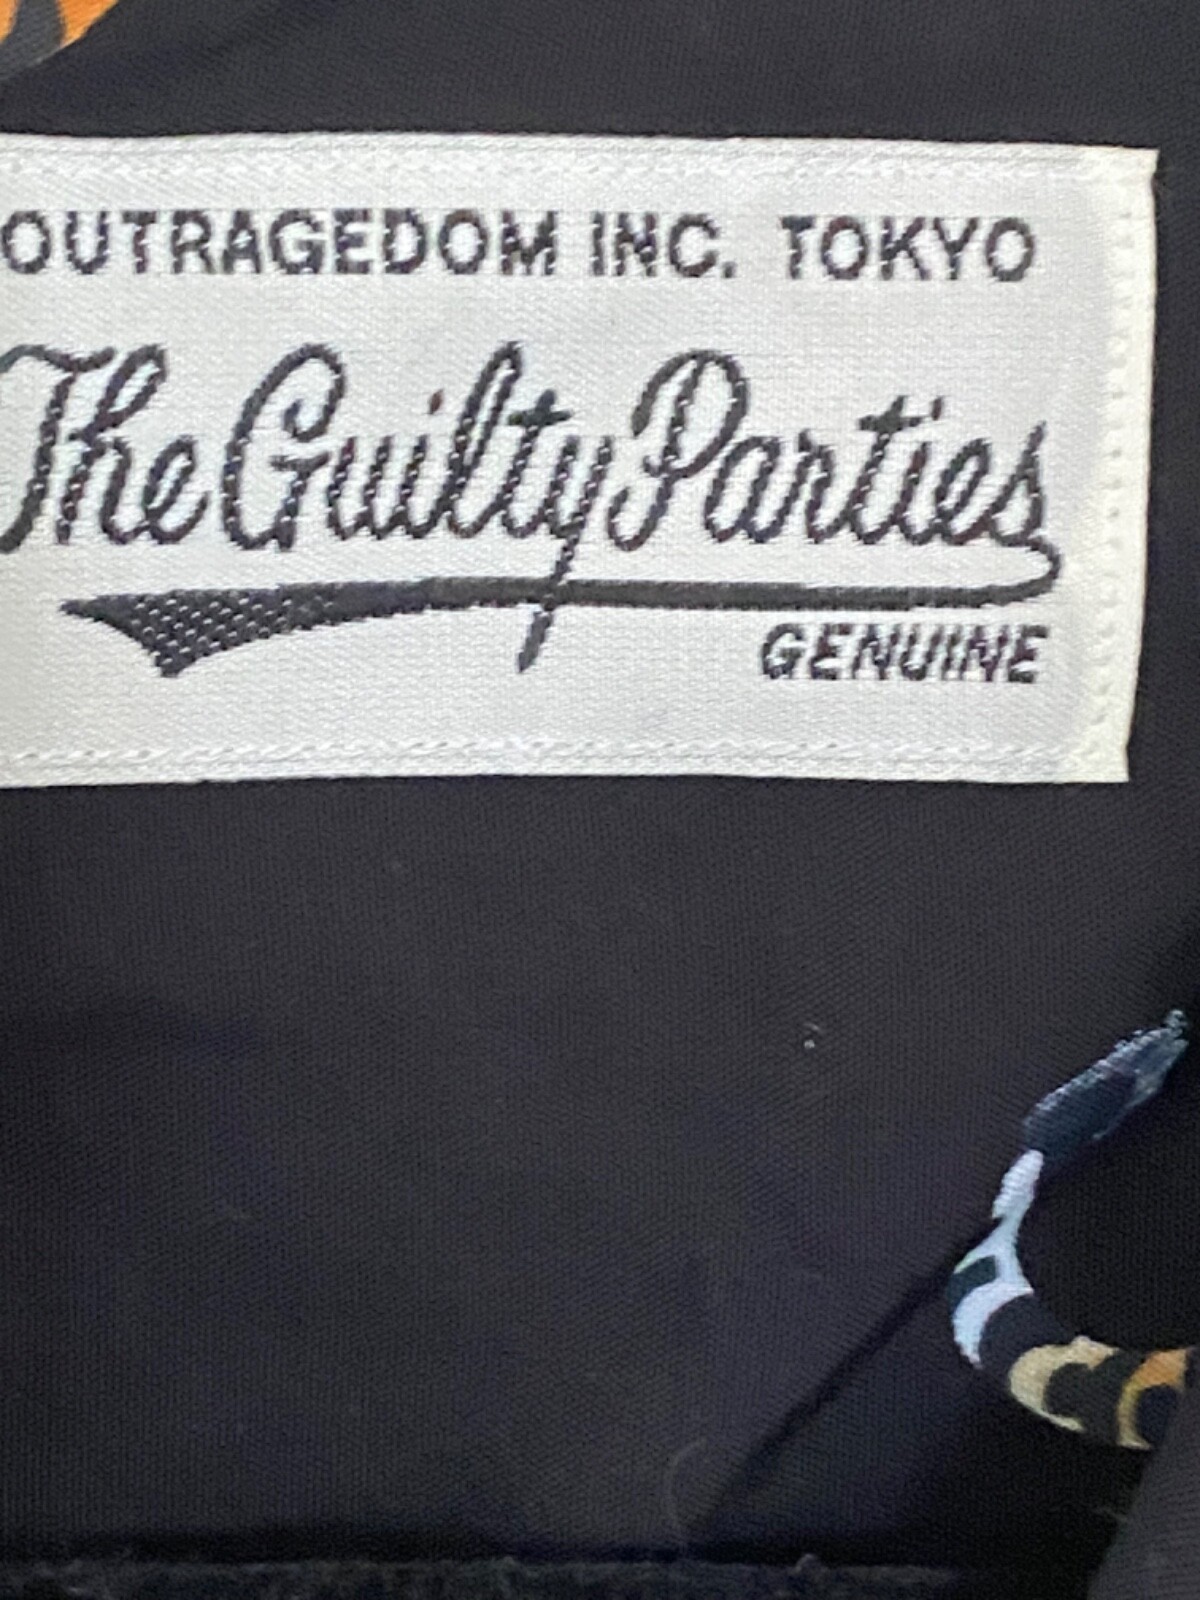 OUTRAGEDOM INC. TOKYO
The Guilty Parties
GENUINE